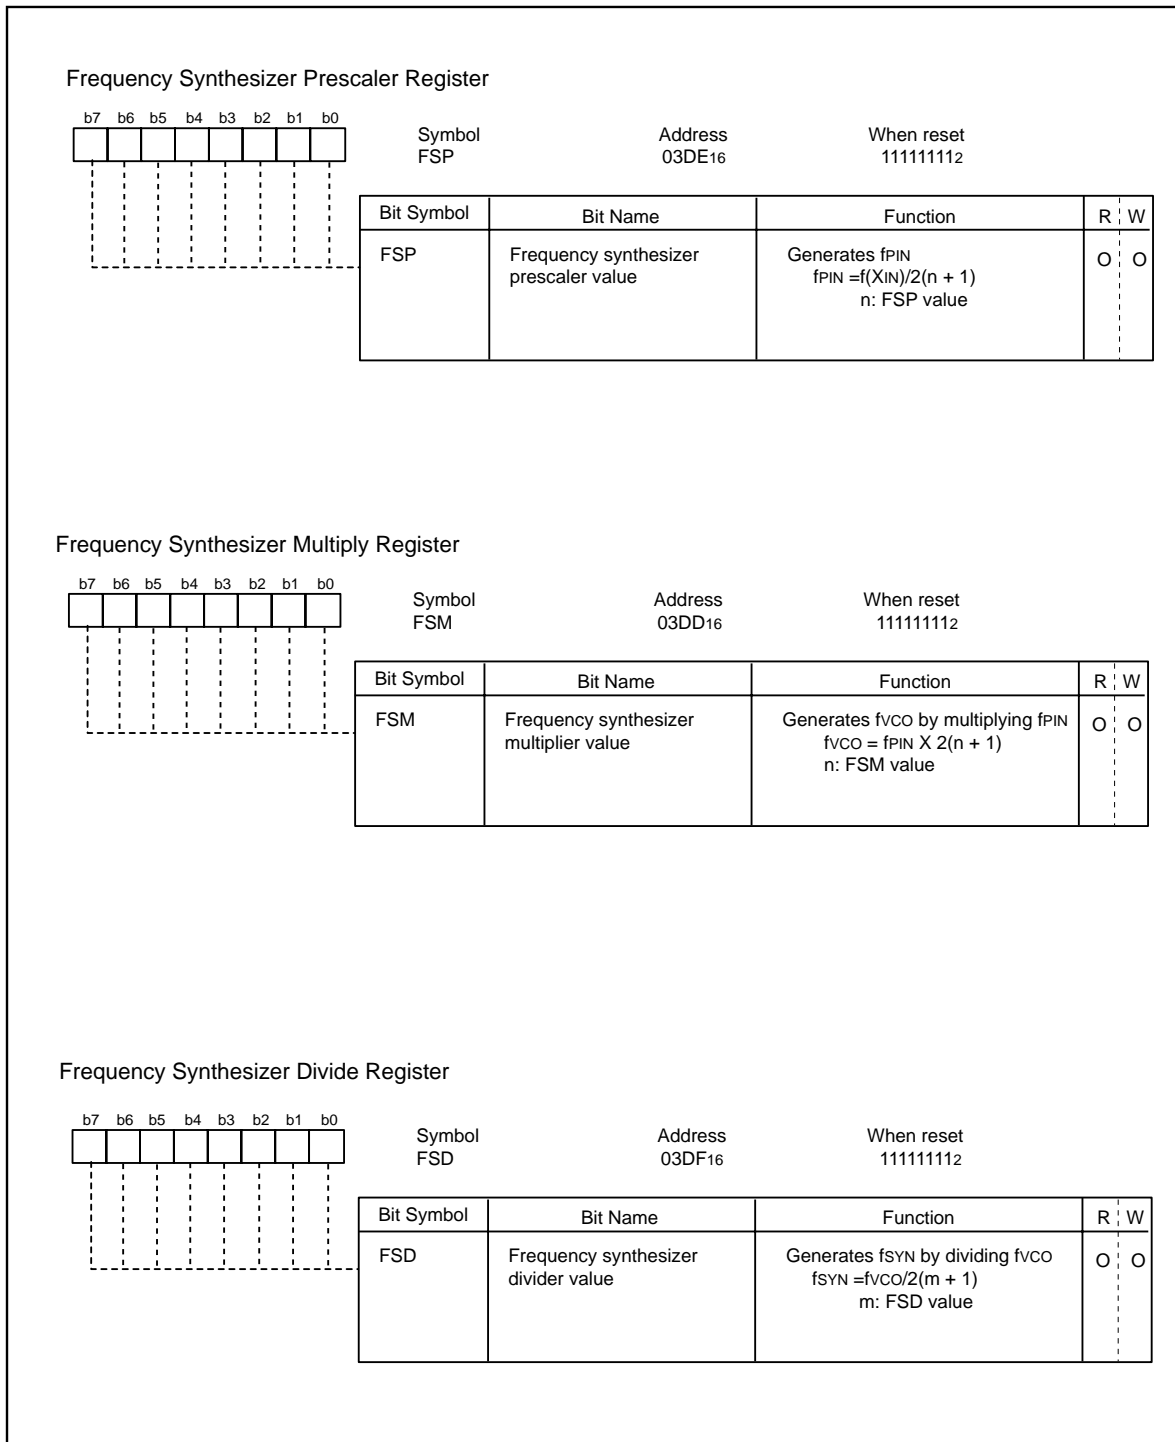 Frequency Synthesizer Prescaler Register
b7 b6 b5 b4 b3 b2 b1 b0
Symbol Address When reset
FSP 03DE16 111111112
Bit Symbol Bit Name Function R W
FSP Frequency synthesizer Generates fPIN O O
prescaler value fPIN =f(XIN)/2(n + 1)
n: FSP value
Frequency Synthesizer Multiply Register
b7 b6 b5 b4 b3 b2 b1 b0
Symbol Address When reset
FSM 03DD16 111111112
Bit Symbol Bit Name Function R W
FSM Frequency synthesizer Generates fVCO by multiplying fPIN O O
multiplier value fVCO = fPIN X 2(n + 1)
n: FSM value
Frequency Synthesizer Divide Register
b7 b6 b5 b4 b3 b2 b1 b0
Symbol Address When reset
FSD 03DF16 111111112
Bit Symbol Bit Name Function R W
FSD Frequency synthesizer Generates fSYN by dividing fVCO O O
divider value fSYN =fVCO/2(m + 1)
m: FSD value